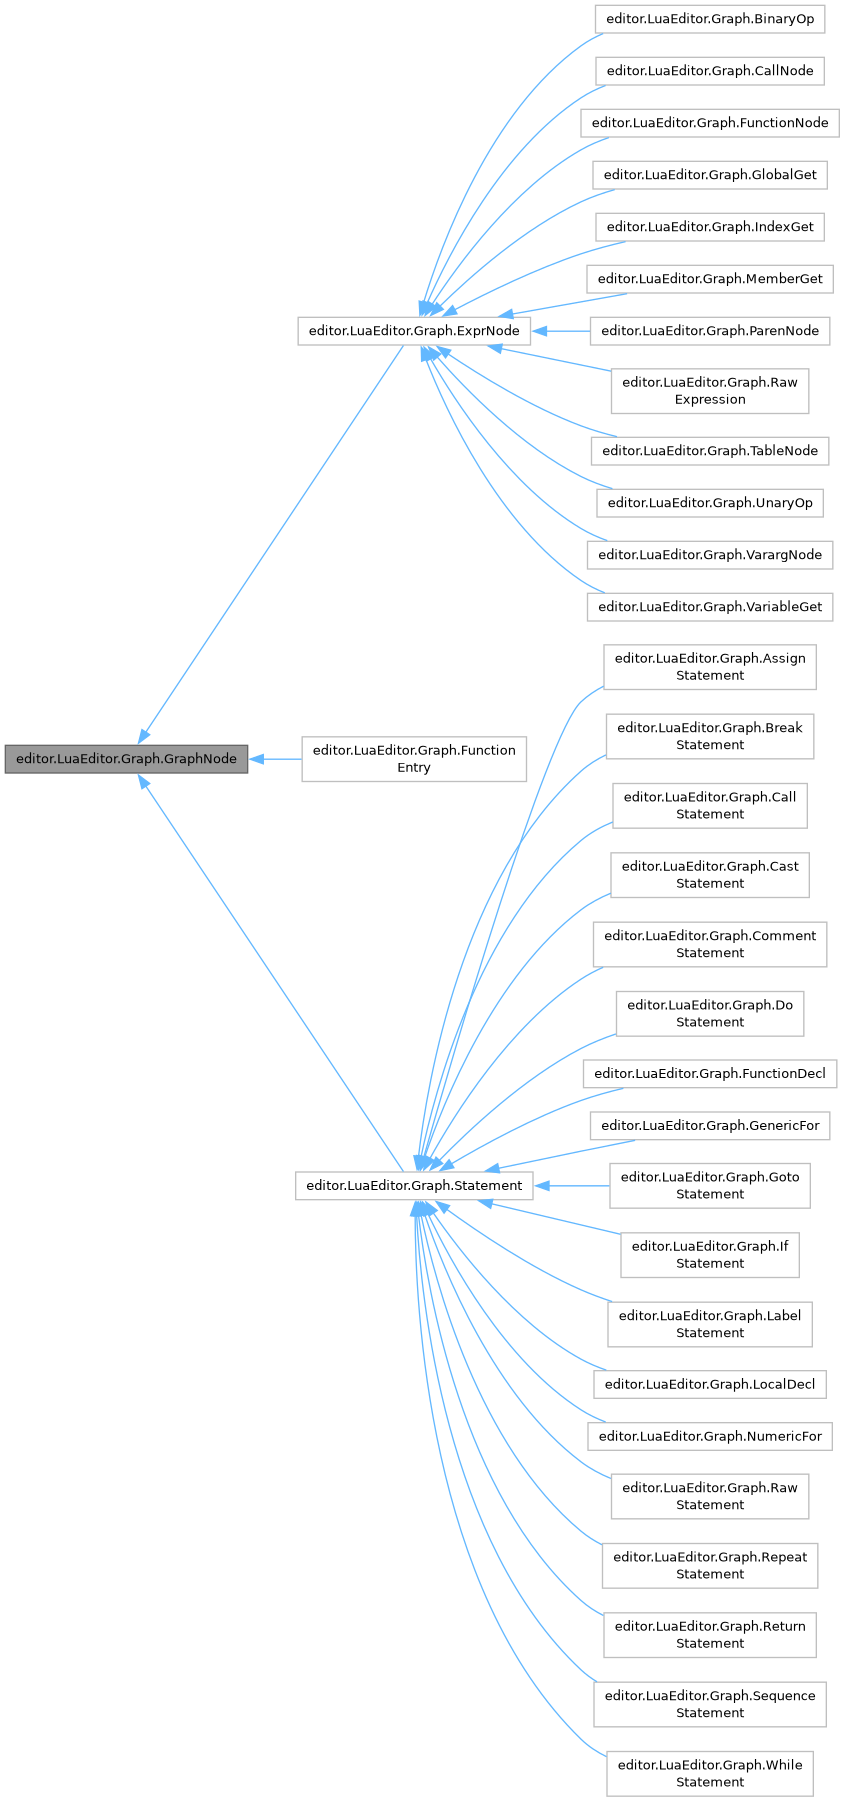 editor.LuaEditor.Graph.BinaryOp
editor.LuaEditor.Graph.CallNode
editor.LuaEditor.Graph.FunctionNode
editor.LuaEditor.Graph.GlobalGet
editor.LuaEditor.Graph.IndexGet
editor.LuaEditor.Graph.MemberGet
editor.LuaEditor.Graph.ExprNode
editor.LuaEditor.Graph.ParenNode
editor.LuaEditor.Graph.Raw
Expression
editor.LuaEditor.Graph.TableNode
editor.LuaEditor.Graph.UnaryOp
editor.LuaEditor.Graph.VarargNode
editor.LuaEditor.Graph.VariableGet
editor.LuaEditor.Graph.Assign
Statement
editor.LuaEditor.Graph.Break
Statement
editor.LuaEditor.Graph.GraphNode
editor.LuaEditor.Graph.Function
Entry
editor.LuaEditor.Graph.Call
Statement
editor.LuaEditor.Graph.Cast
Statement
editor.LuaEditor.Graph.Comment
Statement
editor.LuaEditor.Graph.Do
Statement
editor.LuaEditor.Graph.FunctionDecl
editor.LuaEditor.Graph.GenericFor
editor.LuaEditor.Graph.Statement
editor.LuaEditor.Graph.Goto
Statement
editor.LuaEditor.Graph.If
Statement
editor.LuaEditor.Graph.Label
Statement
editor.LuaEditor.Graph.LocalDecl
editor.LuaEditor.Graph.NumericFor
editor.LuaEditor.Graph.Raw
Statement
editor.LuaEditor.Graph.Repeat
Statement
editor.LuaEditor.Graph.Return
Statement
editor.LuaEditor.Graph.Sequence
Statement
editor.LuaEditor.Graph.While
Statement